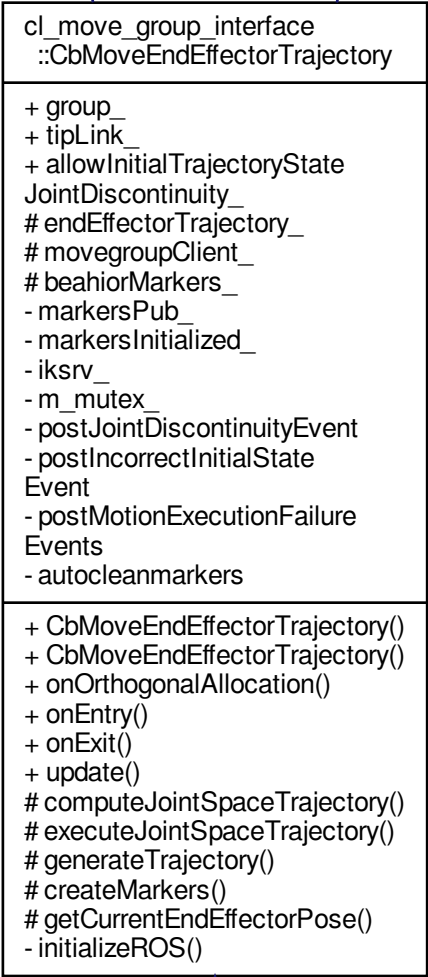 cl_move_group_interface
::CbMoveEndEffectorTrajectory
+ group_
+ tipLink_
+ allowInitialTrajectoryState
JointDiscontinuity_
# endEffectorTrajectory_
# movegroupClient_
# beahiorMarkers_
- markersPub_
- markersInitialized_
- iksrv_
- m_mutex_
- postJointDiscontinuityEvent
- postIncorrectInitialState
Event
- postMotionExecutionFailure
Events
- autocleanmarkers
+ CbMoveEndEffectorTrajectory()
+ CbMoveEndEffectorTrajectory()
+ onOrthogonalAllocation()
+ onEntry()
+ onExit()
+ update()
# computeJointSpaceTrajectory()
# executeJointSpaceTrajectory()
# generateTrajectory()
# createMarkers()
# getCurrentEndEffectorPose()
- initializeROS()